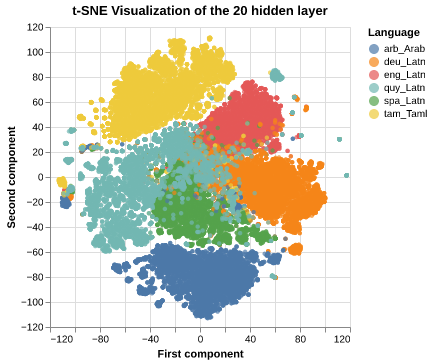 t-SNE Visualization of the 20 hidden layer
Language
arb_Arab
deu_Latn
eng_Latn
quy_Latn
spa_Latn
tam_Taml
Second component
120
100
80
60
40
20
0
−20
−40
−60
−80
−100
−120
−120 −80 −40 0 40 80 120
First component